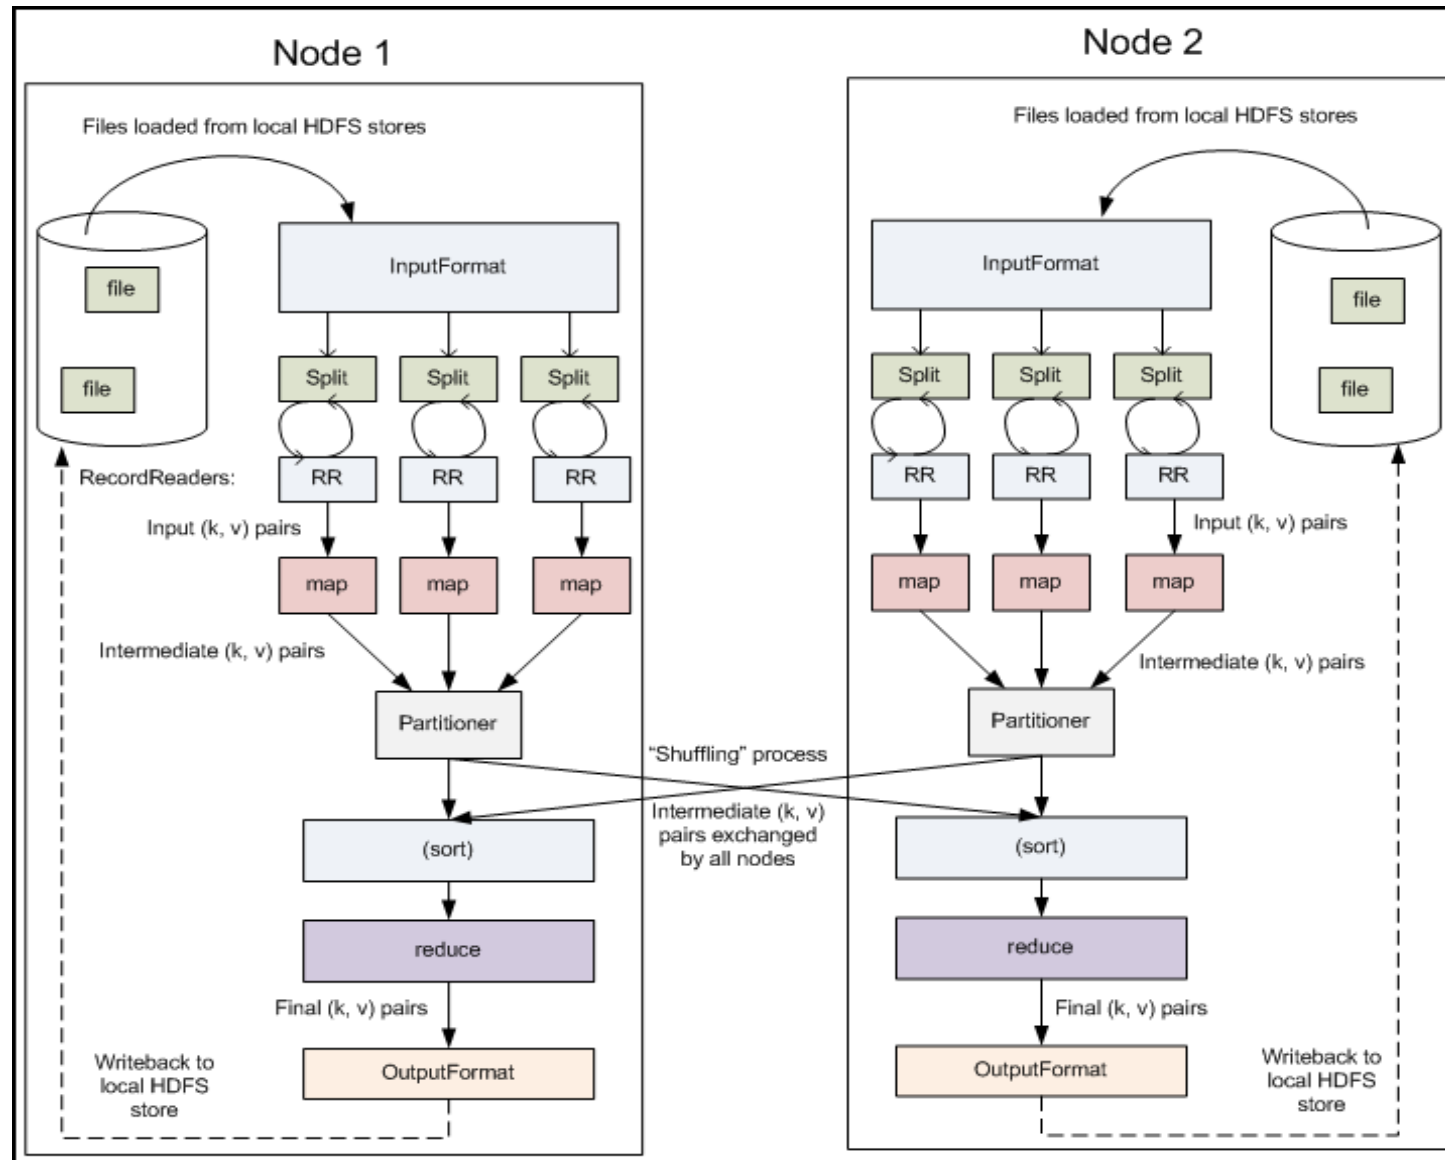 Node 1
Node 2
Files loaded from local HDFS stores
InputFormat
file
file
Split
Split
Split
RecordReaders:
RR
RR
RR
Input (k, v) pairs
map
map
map
Intermediate (k, v) pairs
Partitioner
(sort)
reduce
Final (k, v) pairs
OutputFormat
Writeback to
local HDFS
store
"Shuffling" process
Intermediate (k, v)
pairs exchanged
by all nodes
Files loaded from local HDFS stores
InputFormat
file
file
Split
Split
Split
RR
RR
RR
Input (k, v) pairs
map
map
map
Intermediate (k, v) pairs
Partitioner
(sort)
reduce
Final (k, v) pairs
OutputFormat
Writeback to
local HDFS
store